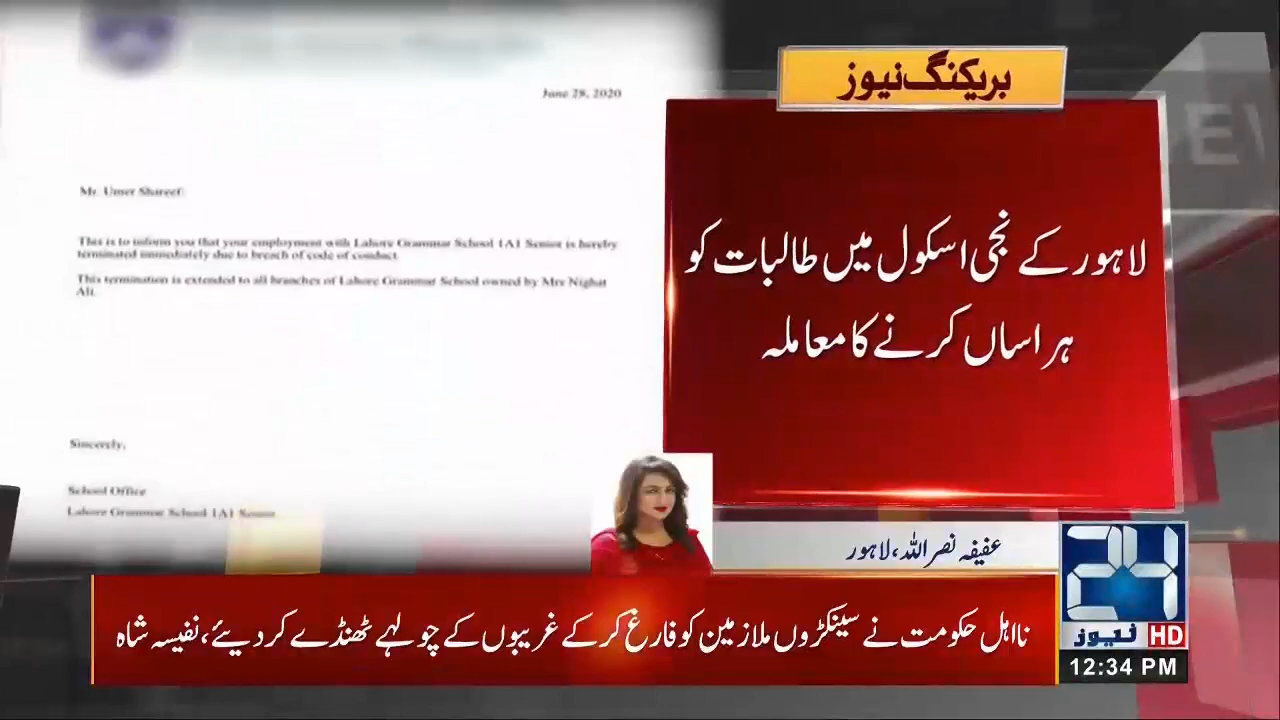 June 28, 2020
Mr. Umer Shareef:
This is to inform you that your employment with Lahore Grammar School 1A1 Senior is hereby
terminated immediately due to breach of code of conduct.
This termination is extended to all branches of Lahore Grammar School owned by Mrs Nighat
Ali.
Sincerely,
School Office
Lahore Grammar School 1A1 Senior
بریکنگ نیوز
لاہور کے نجی اسکول میں طالبات کو
ہراساں کرنے کا معاملہ
عفیفہ نصر اللہ، لاہور
نااہل حکومت نے سینکڑوں ملازمین کو فارغ کر کے غریبوں کے چولہے ٹھنڈے کر دیئے، نفیسہ شاہ
24
نیوز HD
12:34 PM